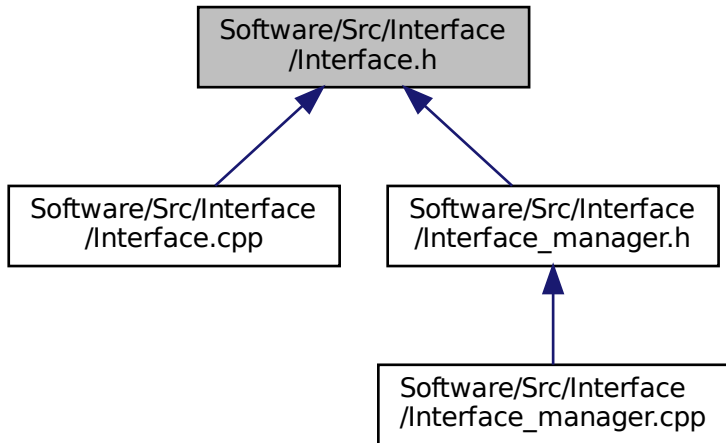 Software/Src/Interface
/Interface.h
Software/Src/Interface
/Interface.cpp
Software/Src/Interface
/Interface_manager.h
Software/Src/Interface
/Interface_manager.cpp